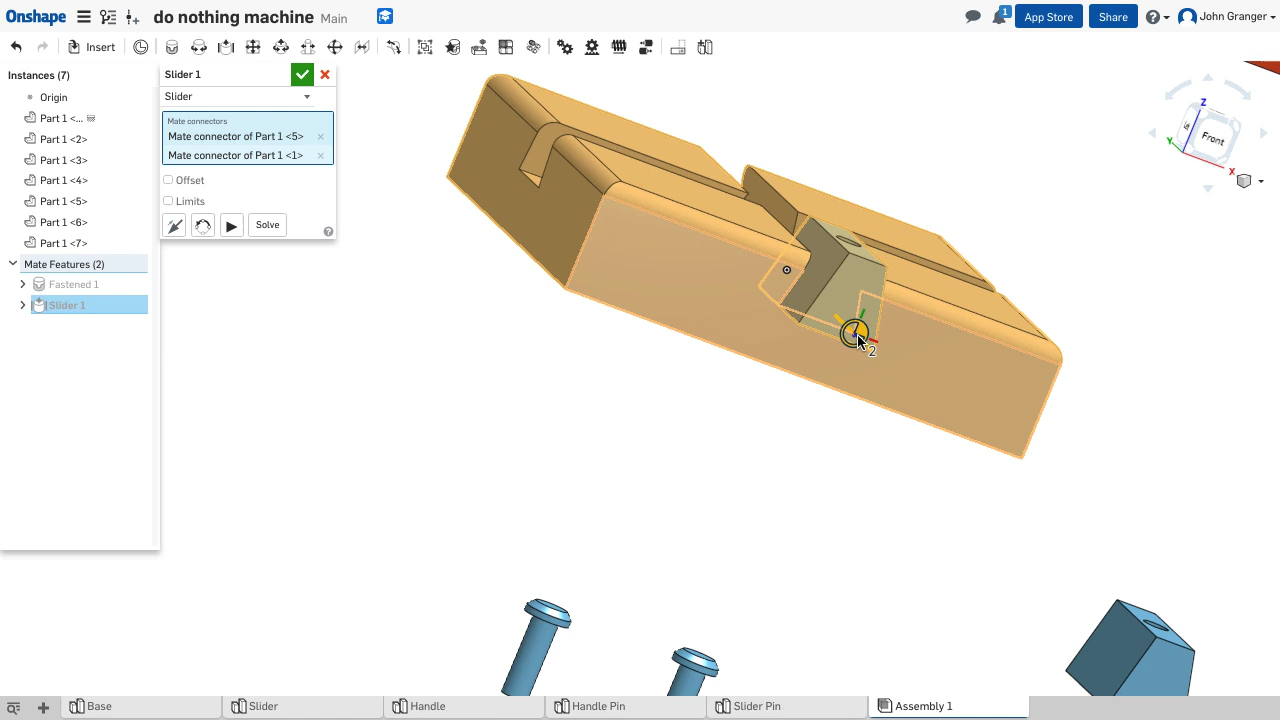 Onshape
do nothing machine Main
1
App Store
Share
John Granger
Insert
Instances (7)
Origin
Part 1 <...
Part 1 <2>
Part 1 <3>
Part 1 <4>
Part 1 <5>
Part 1 <6>
Part 1 <7>
Mate Features (2)
Fastened 1
Slider 1
Slider 1
Slider
Mate connectors
Mate connector of Part 1 <5>
Mate connector of Part 1 <1>
Offset
Limits
Solve
Z
Front
Y
X
2
Base
Slider
Handle
Handle Pin
Slider Pin
Assembly 1